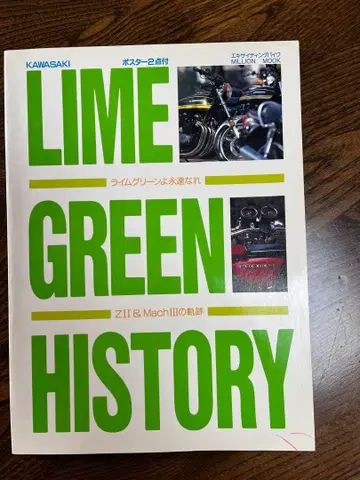 KAWASAKI
ポスター2点付
エキサイティングバイク
MILLION MOOK
LIME
ライムグリーンよ永遠なれ
GREEN
ZII & MachIIIの軌跡
HISTORY